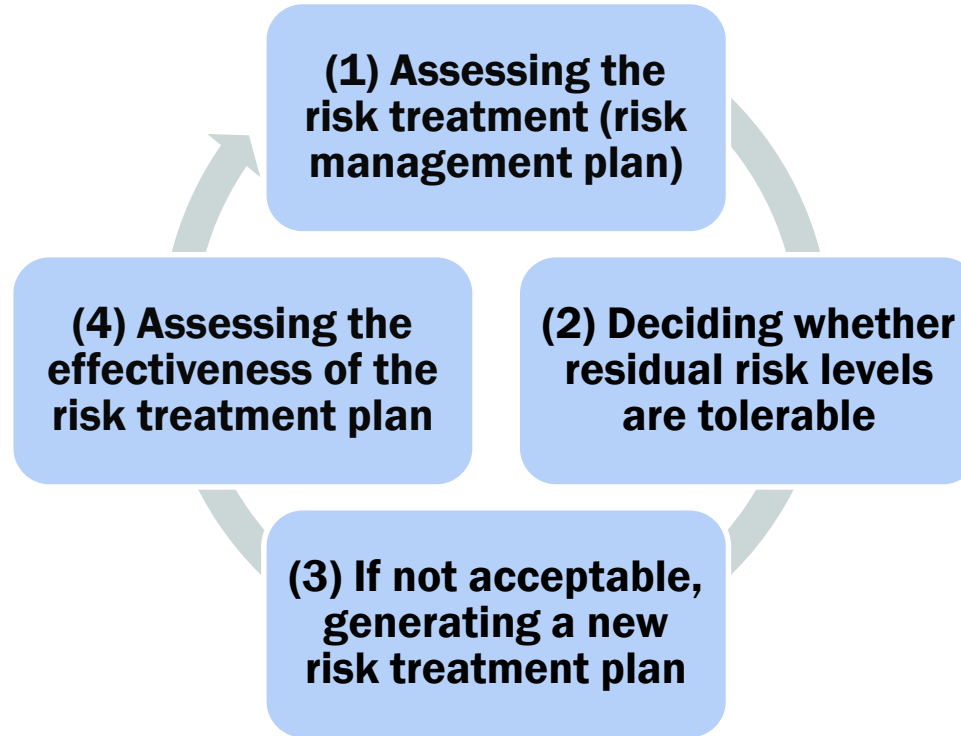 (1) Assessing the
risk treatment (risk
management plan)
(2) Deciding whether
residual risk levels
are tolerable
(3) If not acceptable,
generating a new
risk treatment plan
(4) Assessing the
effectiveness of the
risk treatment plan